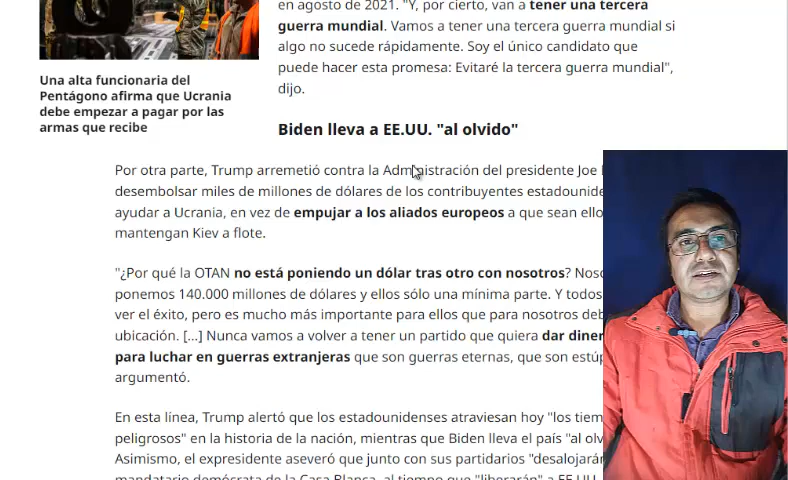 en agosto de 2021. "Y, por cierto, van a tener una tercera
guerra mundial. Vamos a tener una tercera guerra mundial si
algo no sucede rápidamente. Soy el único candidato que
puede hacer esta promesa: Evitaré la tercera guerra mundial",
dijo.
Una alta funcionaria del
Pentágono afirma que Ucrania
debe empezar a pagar por las
armas que recibe
Biden lleva a EE.UU. "al olvido"
Por otra parte, Trump arremetió contra la Administración del presidente Joe
desembolsar miles de millones de dólares de los contribuyentes
ayudar a Ucrania, en vez de empujar a los aliados europeos a que sean
mantengan Kiev a flote.
"¿Por qué la OTAN no está poniendo un dólar tras otro con nosotros?
ponemos 140.000 millones de dólares y ellos sólo una mínima parte. Y todos
ver el éxito, pero es mucho más importante para ellos que para nosotros
ubicación. [...] Nunca vamos a volver a tener un partido que quiera dar
para luchar en guerras extranjeras que son guerras eternas, que son
argumentó.
En esta línea, Trump alertó que los estadounidenses atraviesan hoy "los
peligrosos" en la historia de la nación, mientras que Biden lleva el país "al
Asimismo, el expresidente aseveró que junto con sus partidarios
mandatario demócrata de la Casa Blanca, al tiempo que "liberarán" a EE.UU.